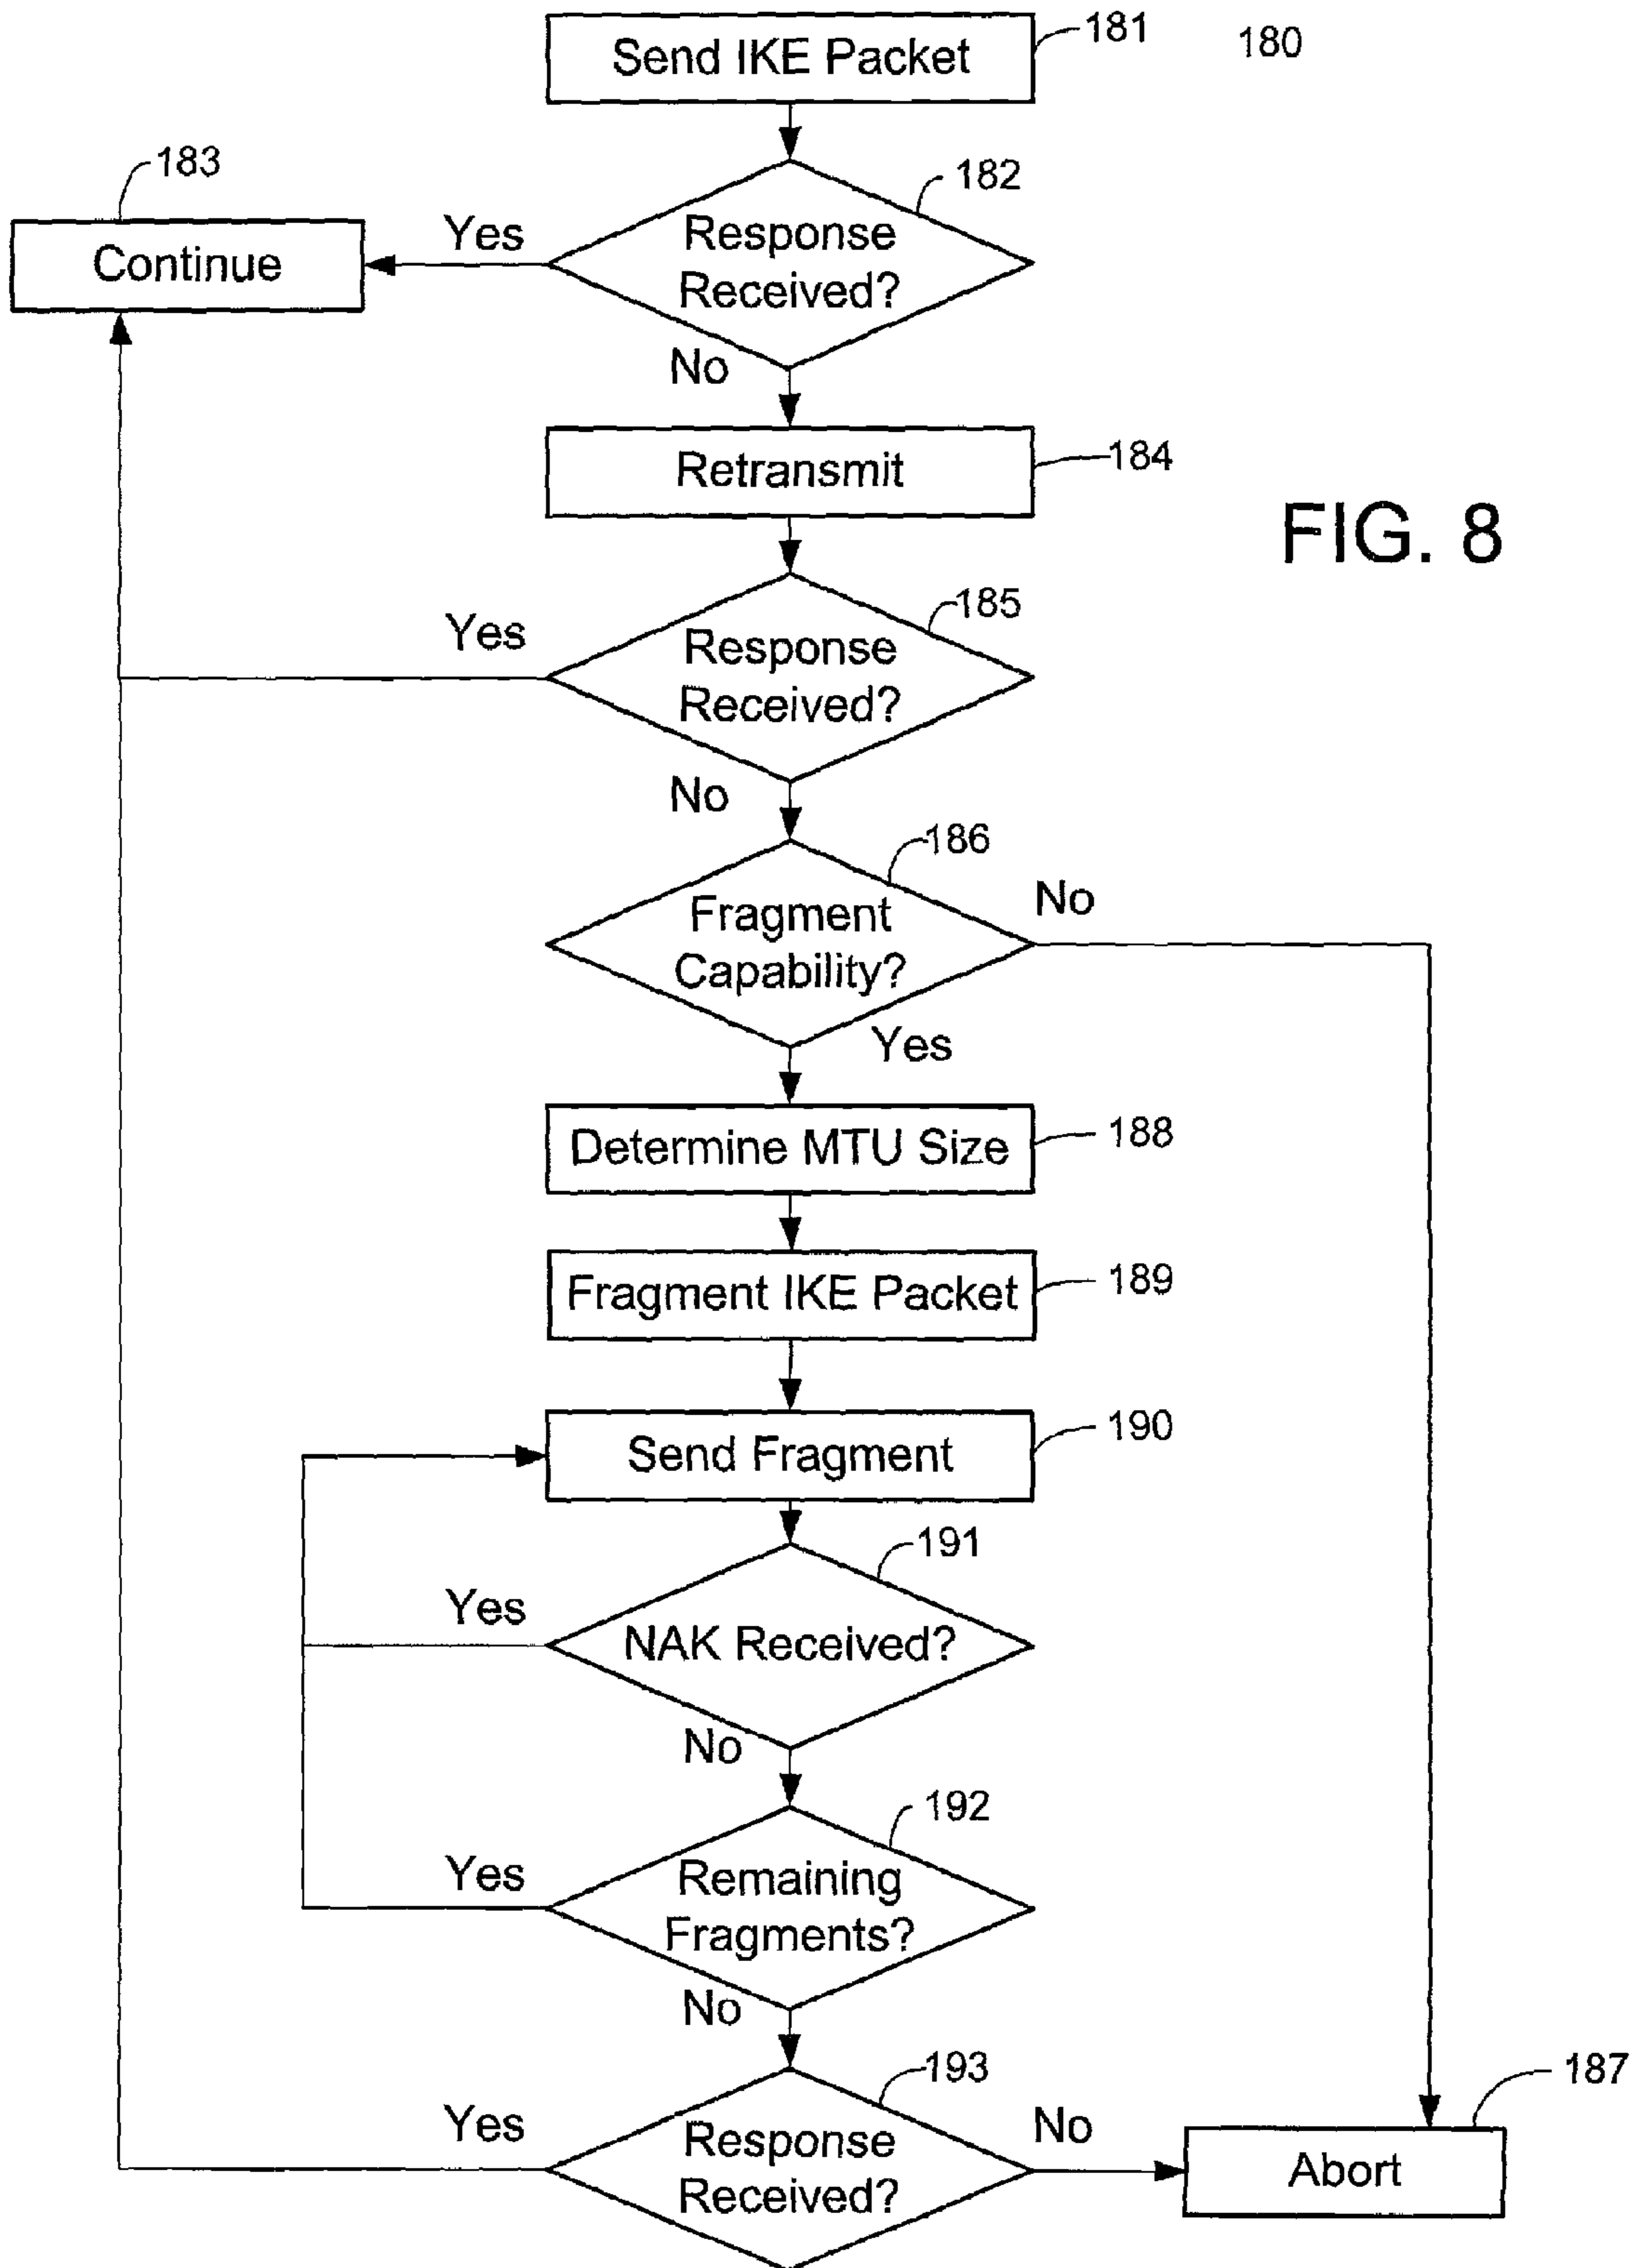 Send IKE Packet
181
180
183
182
Continue
Yes
Response
Received?
No
Retransmit
184
FIG. 8
185
Yes
Response
Received?
No
186
Fragment
Capability?
No
Yes
Determine MTU Size
188
Fragment IKE Packet
189
Send Fragment
190
191
Yes
NAK Received?
No
192
Yes
Remaining
Fragments?
No
193
187
Yes
Response
Received?
No
Abort